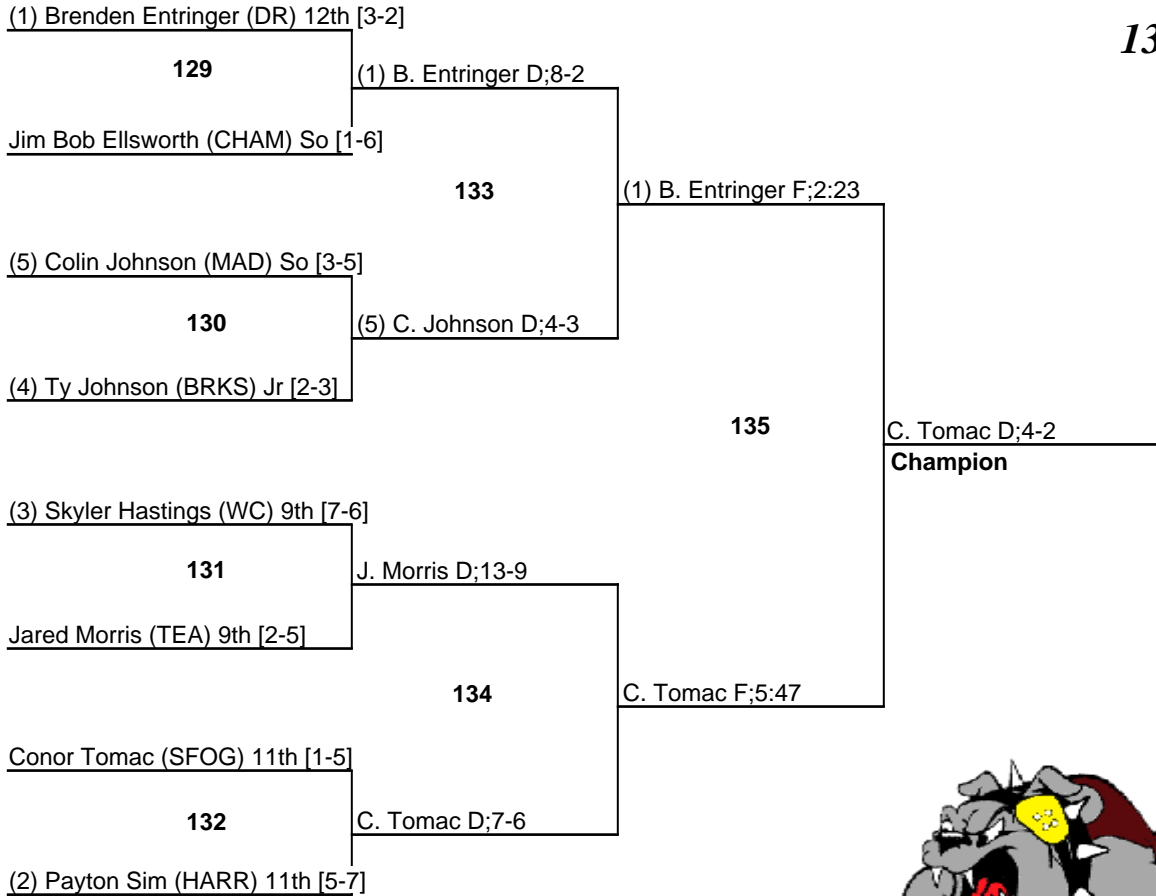 (1) Brenden Entringer (DR) 12th [3-2]
13
129
(1) B. Entringer D;8-2
Jim Bob Ellsworth (CHAM) So [1-6]
133
(1) B. Entringer F;2:23
(5) Colin Johnson (MAD) So [3-5]
130
(5) C. Johnson D;4-3
(4) Ty Johnson (BRKS) Jr [2-3]
135
C. Tomac D;4-2
Champion
(3) Skyler Hastings (WC) 9th [7-6]
131
J. Morris D;13-9
Jared Morris (TEA) 9th [2-5]
134
C. Tomac F;5:47
Conor Tomac (SFOG) 11th [1-5]
132
C. Tomac D;7-6
(2) Payton Sim (HARR) 11th [5-7]